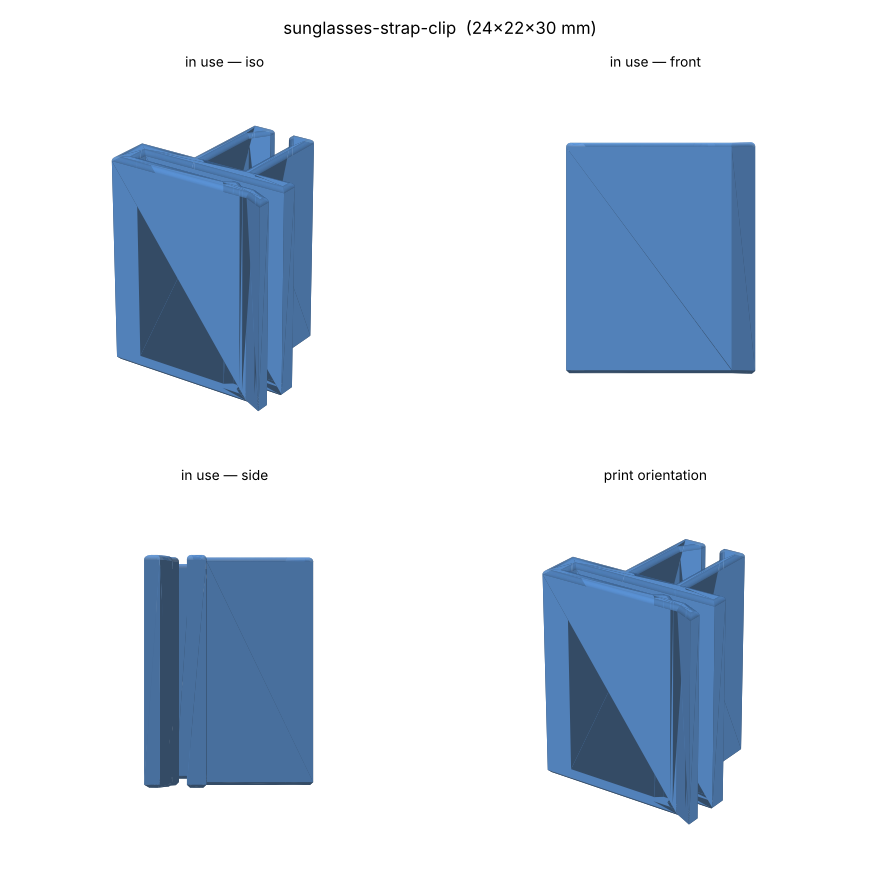 sunglasses-strap-clip (24×22×30 mm)
in use — iso
in use — front
in use — side
print orientation